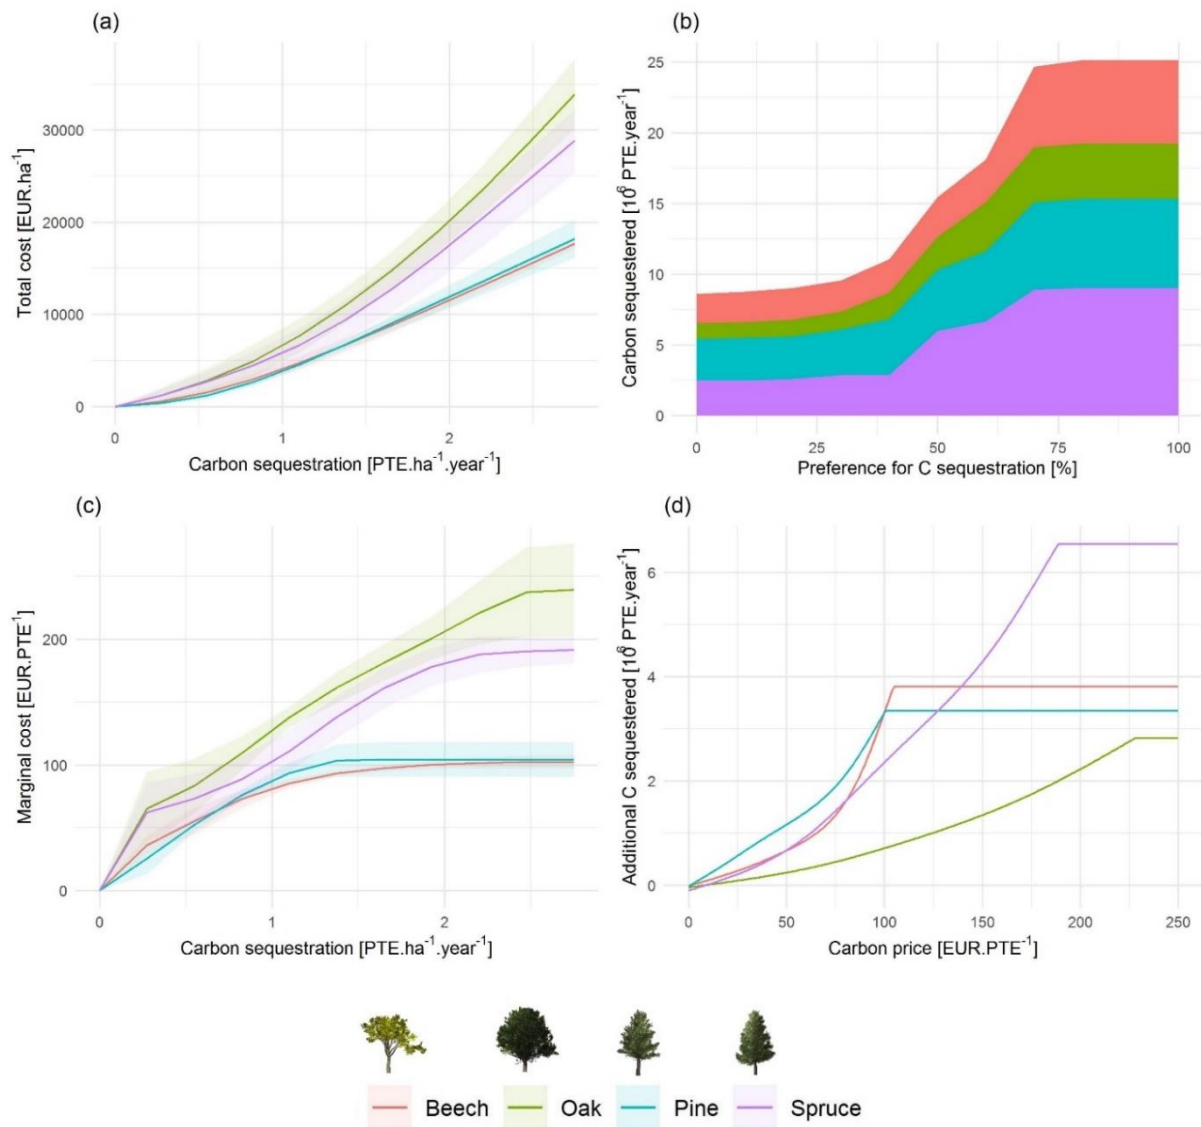 (a)
Total cost [EUR.ha⁻¹]
30000
20000
10000
0
0 1 2
Carbon sequestration [PTE.ha⁻¹.year⁻¹]
(b)
Carbon sequestered [10⁶ PTE.year⁻¹]
25
20
15
10
5
0
0 25 50 75 100
Preference for C sequestration [%]
(c)
Marginal cost [EUR.PTE⁻¹]
200
100
0
0 1 2
Carbon sequestration [PTE.ha⁻¹.year⁻¹]
(d)
Additional C sequestered [10⁶ PTE.year⁻¹]
6
4
2
0
0 50 100 150 200 250
Carbon price [EUR.PTE⁻¹]
Beech Oak Pine Spruce